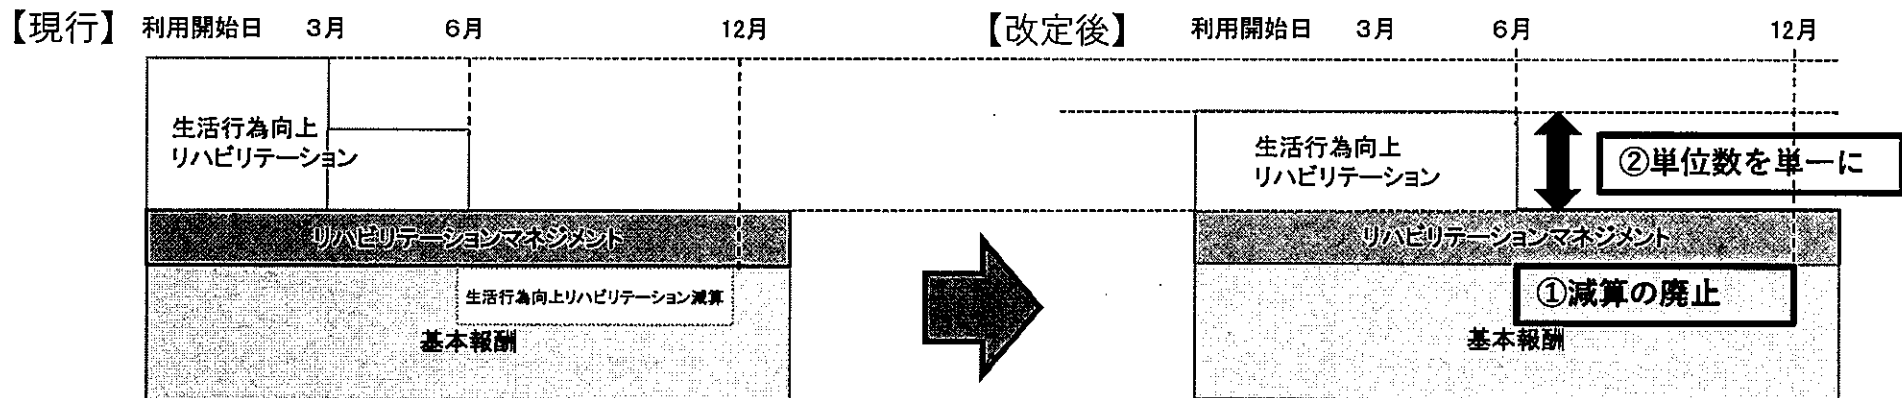 【現行】 利用開始日 3月 6月 12月
生活行為向上
リハビリテーション
リハビリテーションマネジメント
生活行為向上リハビリテーション減算
基本報酬
【改定後】 利用開始日 3月 6月 12月
生活行為向上
リハビリテーション
②単位数を単一に
リハビリテーションマネジメント
①減算の廃止
基本報酬